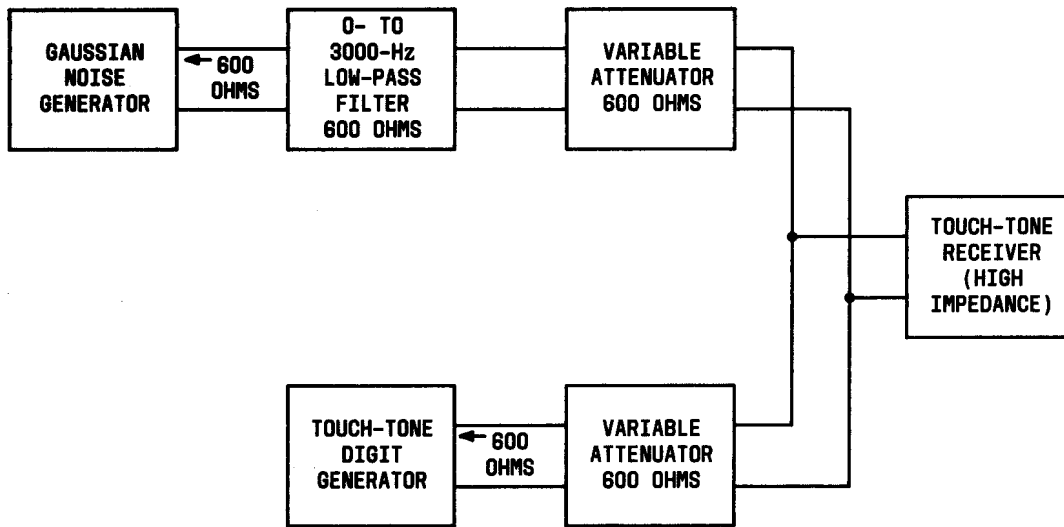 GAUSSIAN
NOISE
GENERATOR
600
OHMS
0- TO
3000-Hz
LOW-PASS
FILTER
600 OHMS
VARIABLE
ATTENUATOR
600 OHMS
TOUCH-TONE
RECEIVER
(HIGH
IMPEDANCE)
TOUCH-TONE
DIGIT
GENERATOR
600
OHMS
VARIABLE
ATTENUATOR
600 OHMS